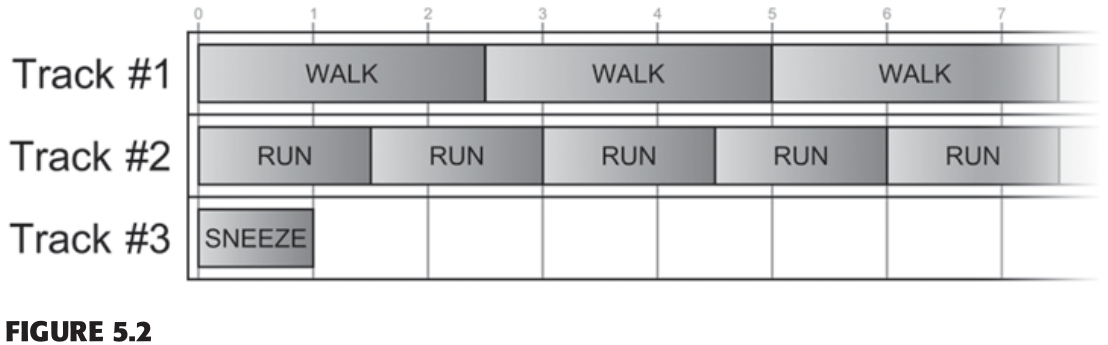 0 1 2 3 4 5 6 7
Track #1 WALK WALK WALK
Track #2 RUN RUN RUN RUN RUN
Track #3 SNEEZE
FIGURE 5.2